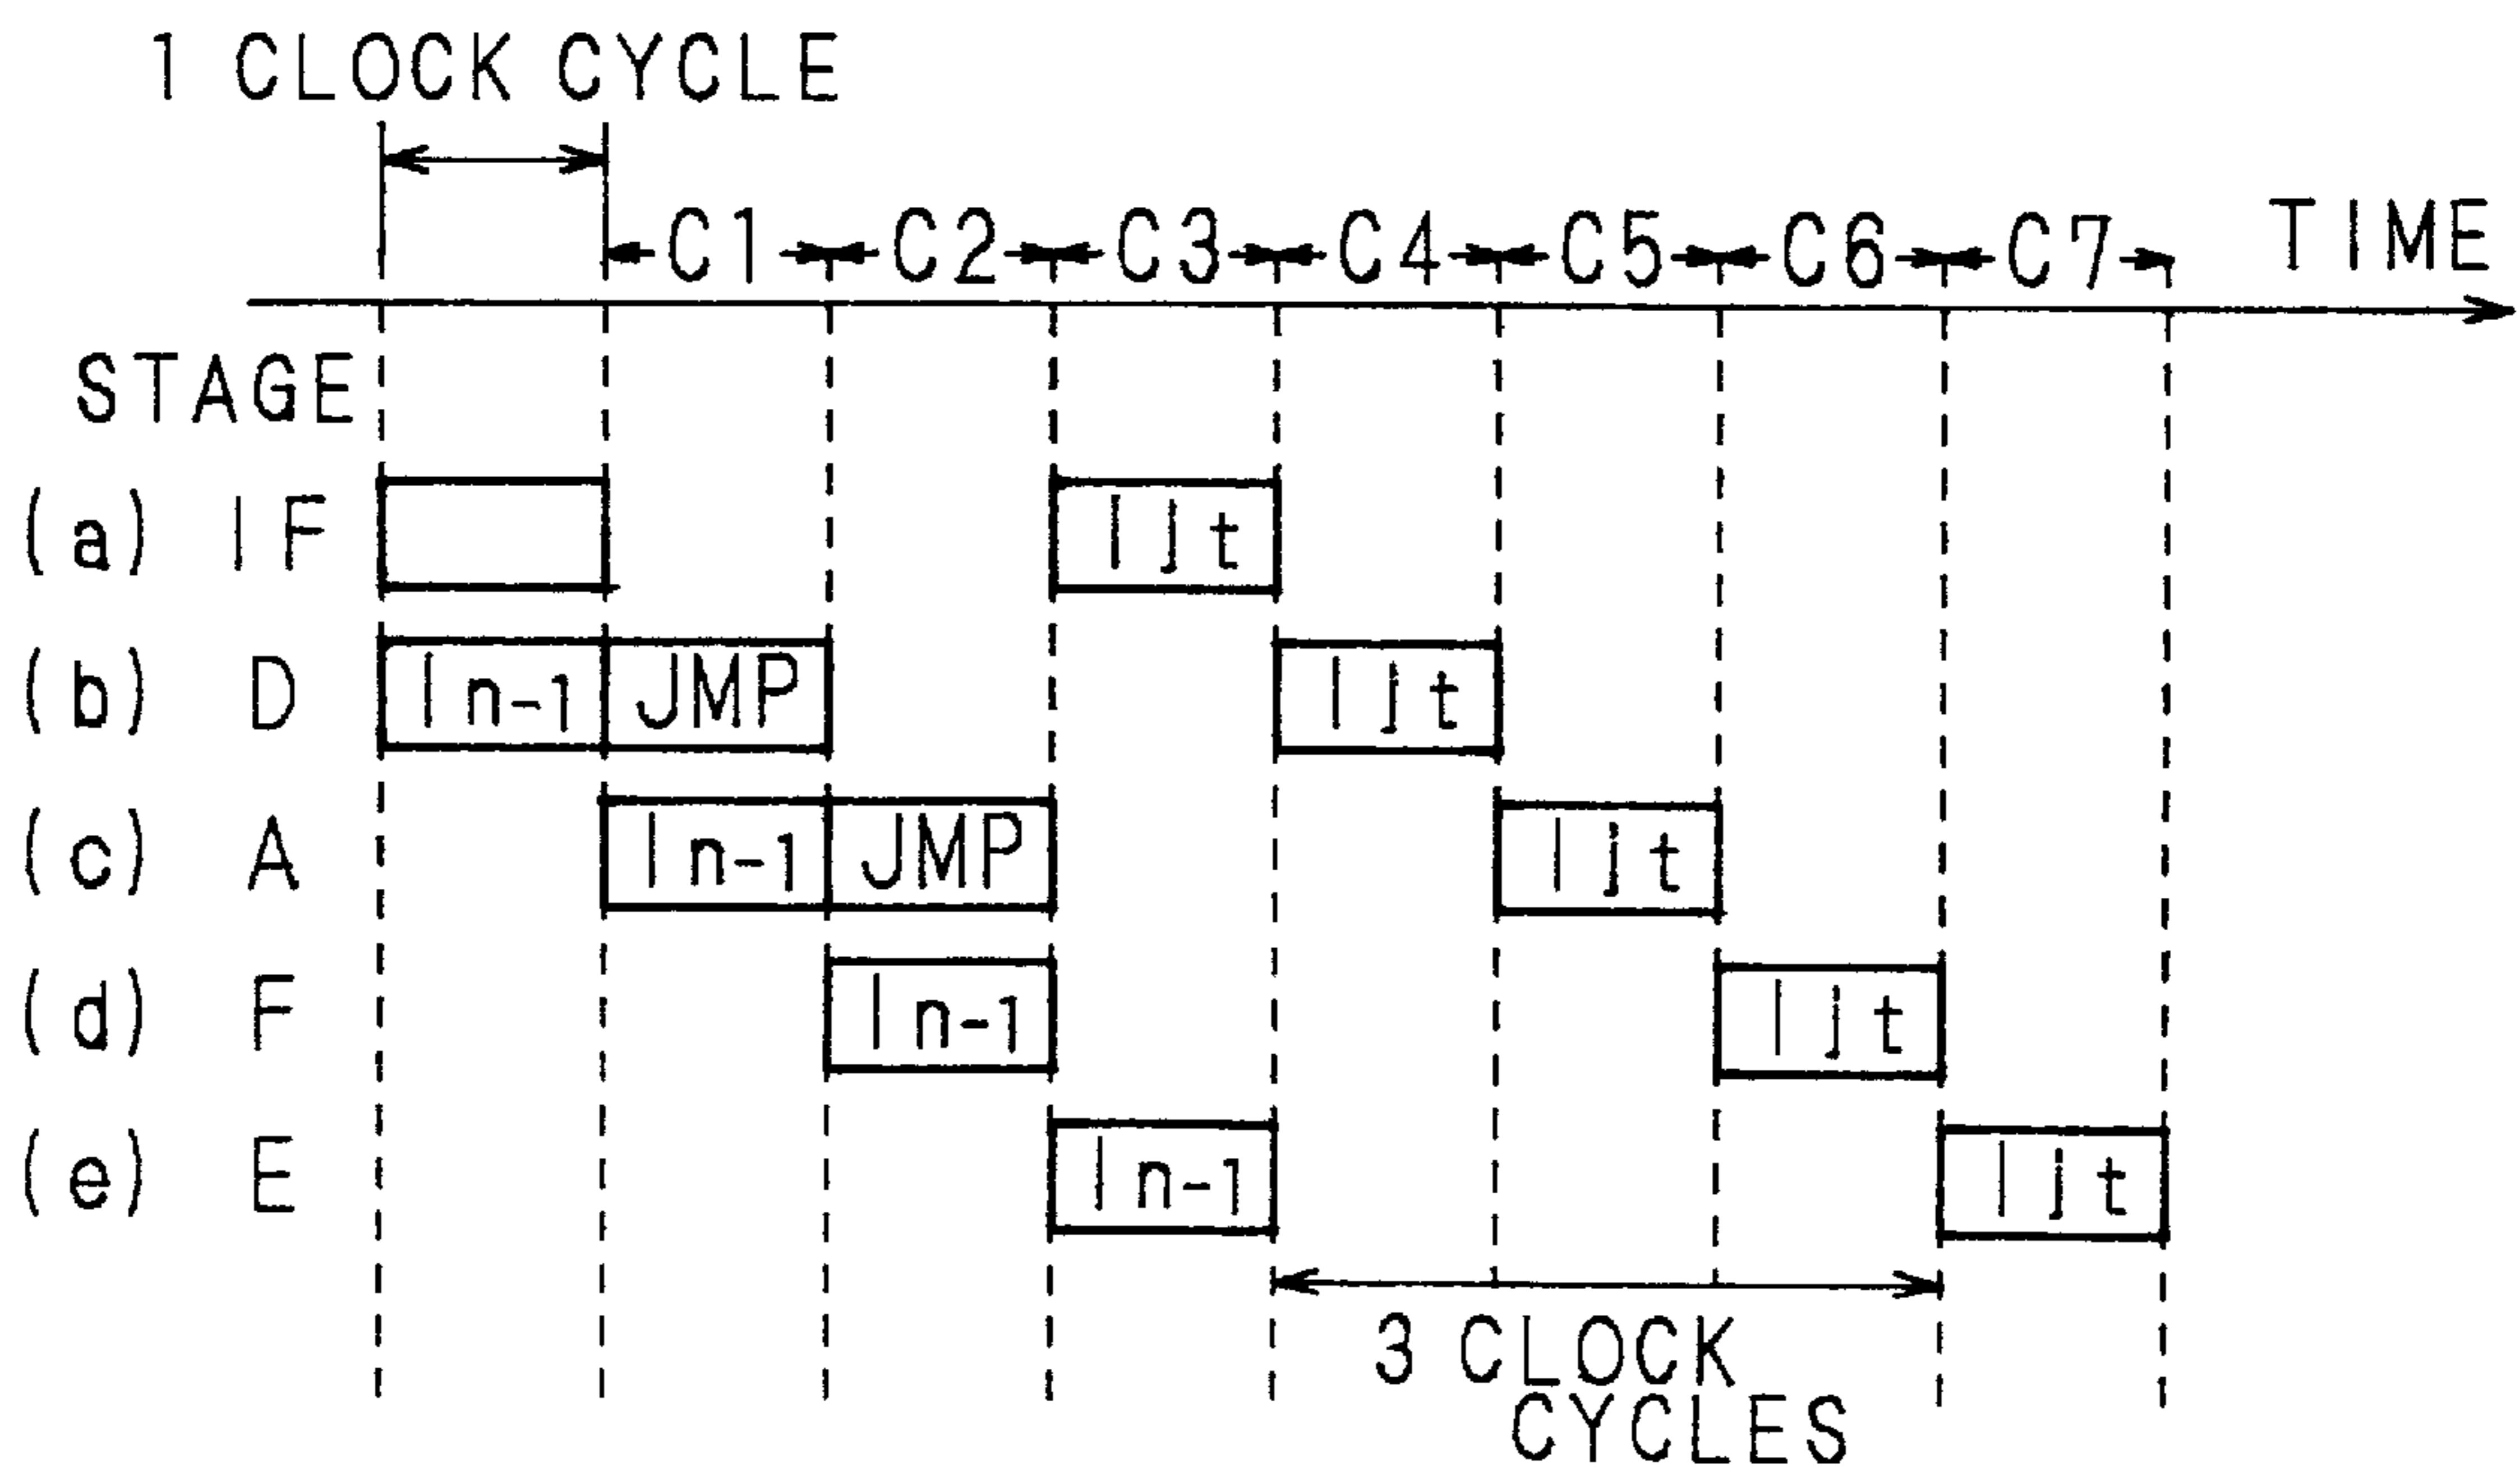 1 CLOCK CYCLE
C1 C2 C3 C4 C5 C6 C7 TIME
STAGE
(a) IF Ijt
(b) D In-1 JMP Ijt
(c) A In-1 JMP Ijt
(d) F In-1 Ijt
(e) E In-1 Ijt
3 CLOCK
CYCLES